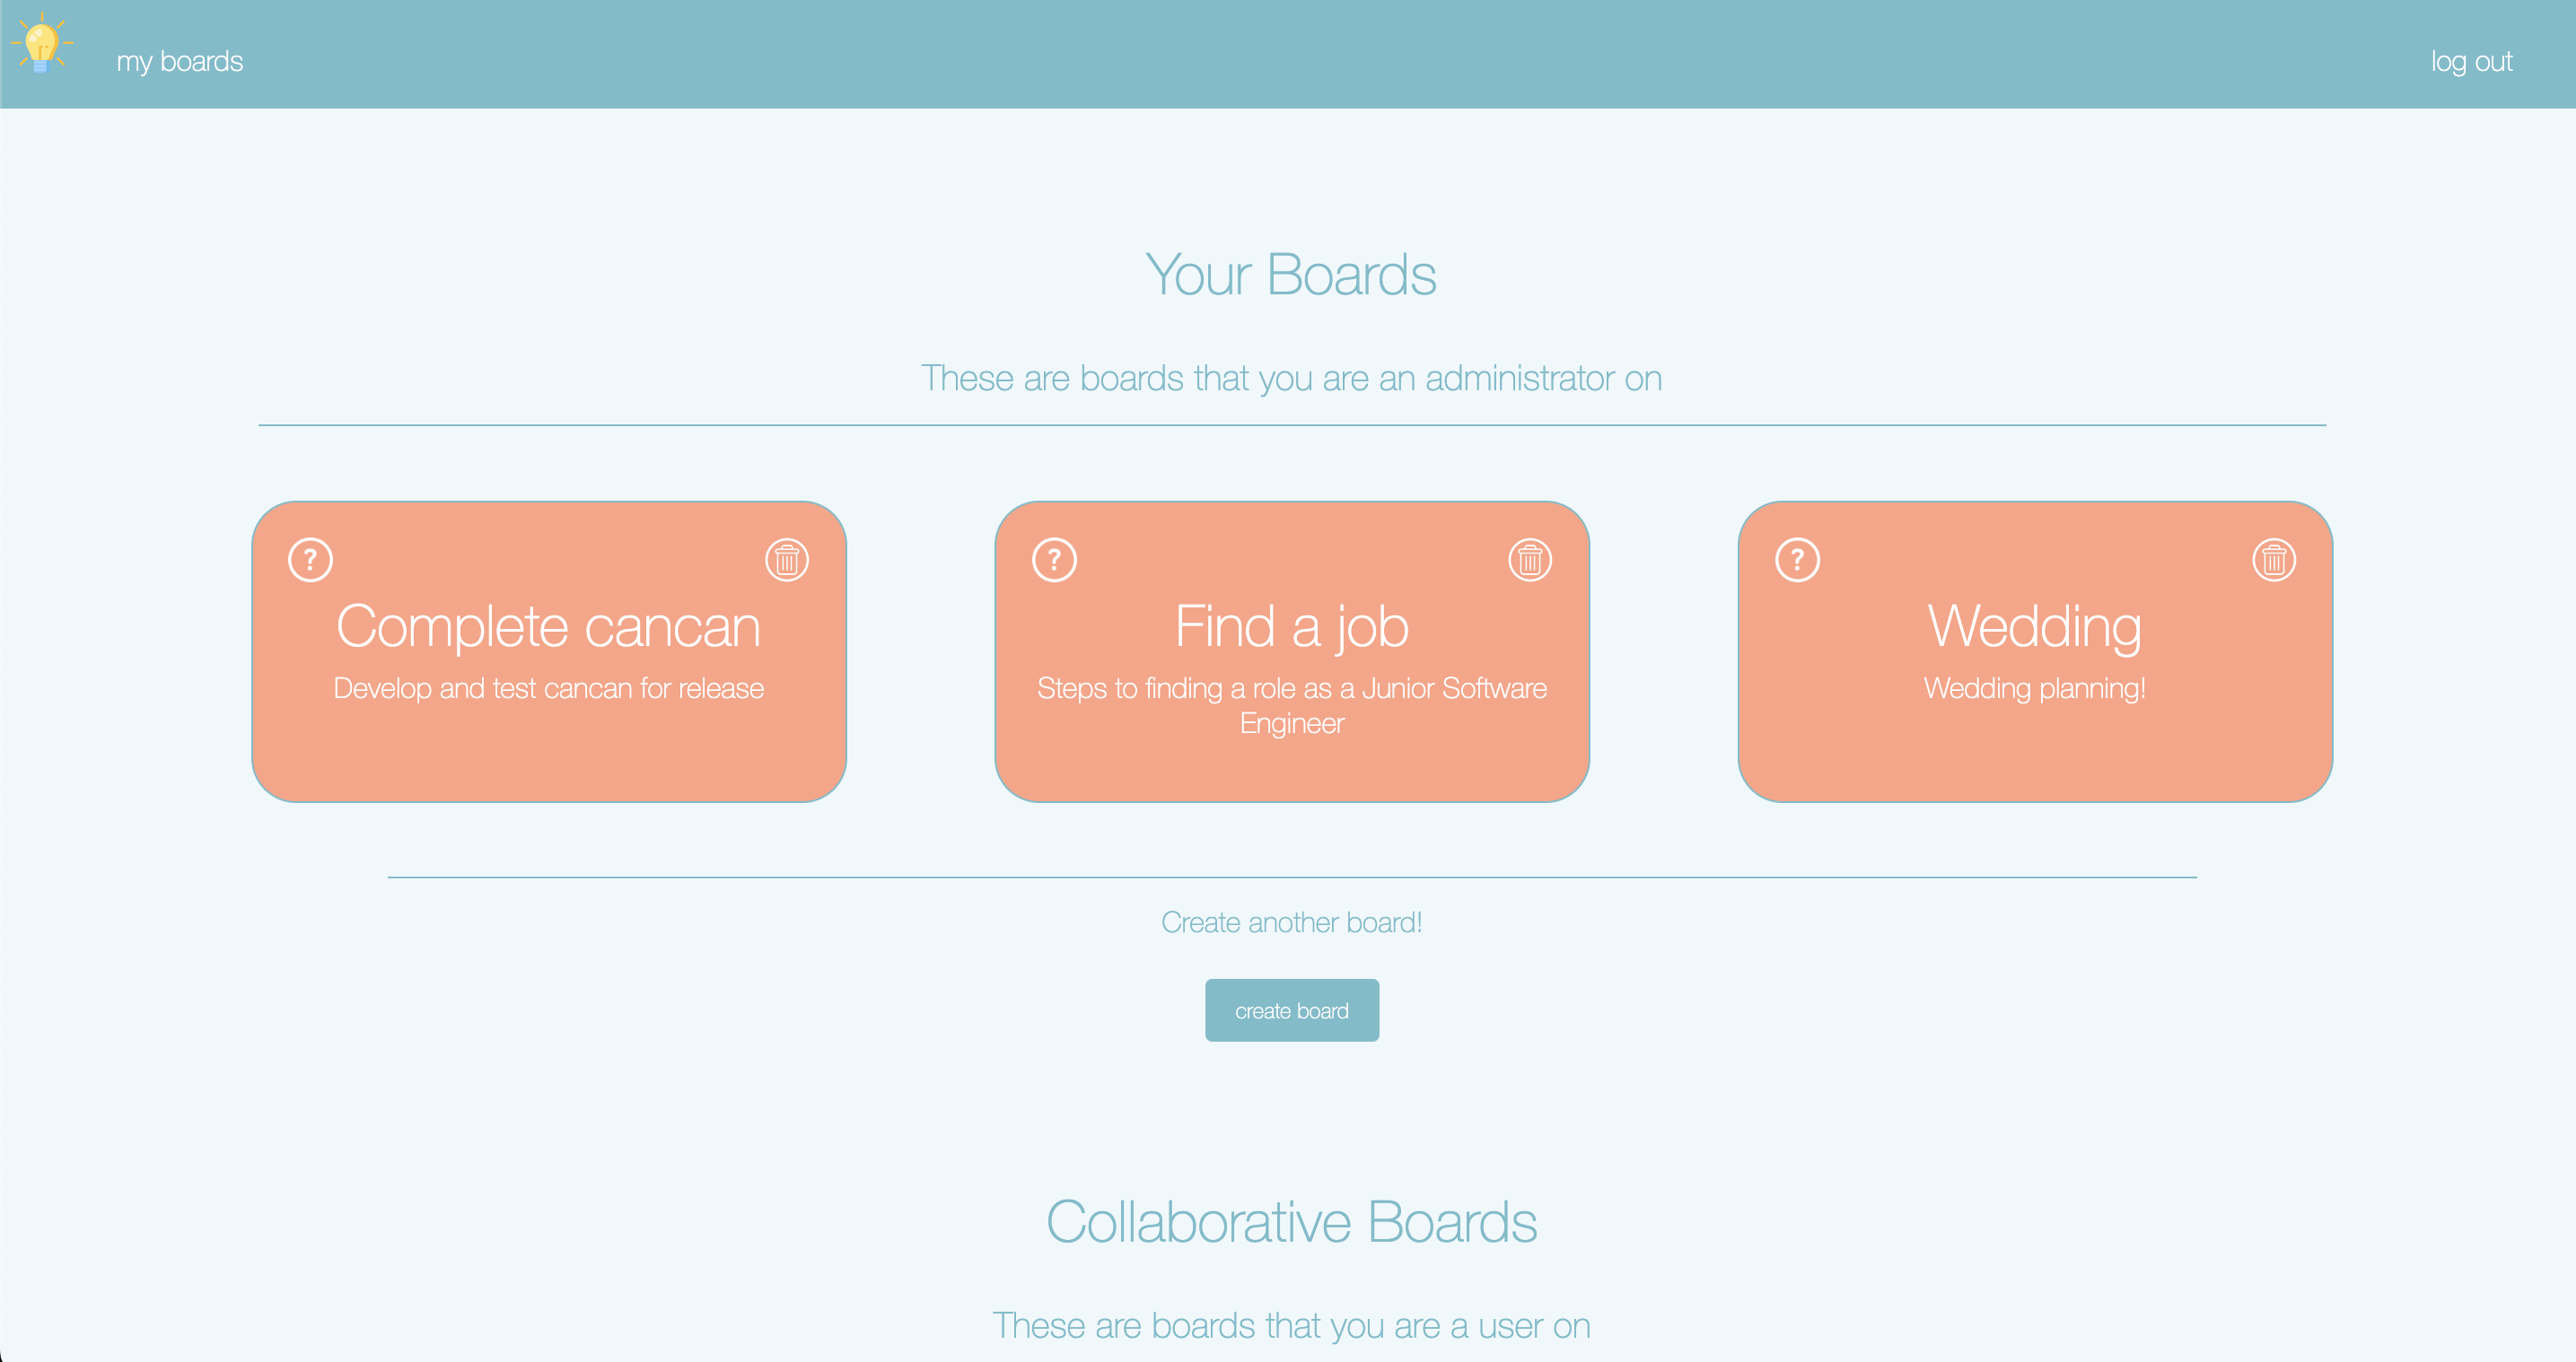 my boards
log out
Your Boards
These are boards that you are an administrator on
?
?
?
Complete cancan
Develop and test cancan for release
Find a job
Steps to finding a role as a Junior Software
Engineer
Wedding
Wedding planning!
Create another board!
create board
Collaborative Boards
These are boards that you are a user on